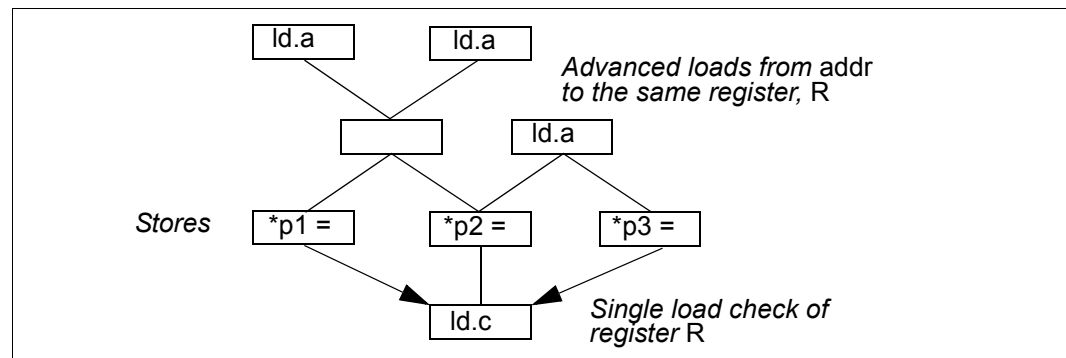 ld.a
ld.a
Advanced loads from addr
to the same register, R
ld.a
Stores
*p1 =
*p2 =
*p3 =
ld.c
Single load check of
register R